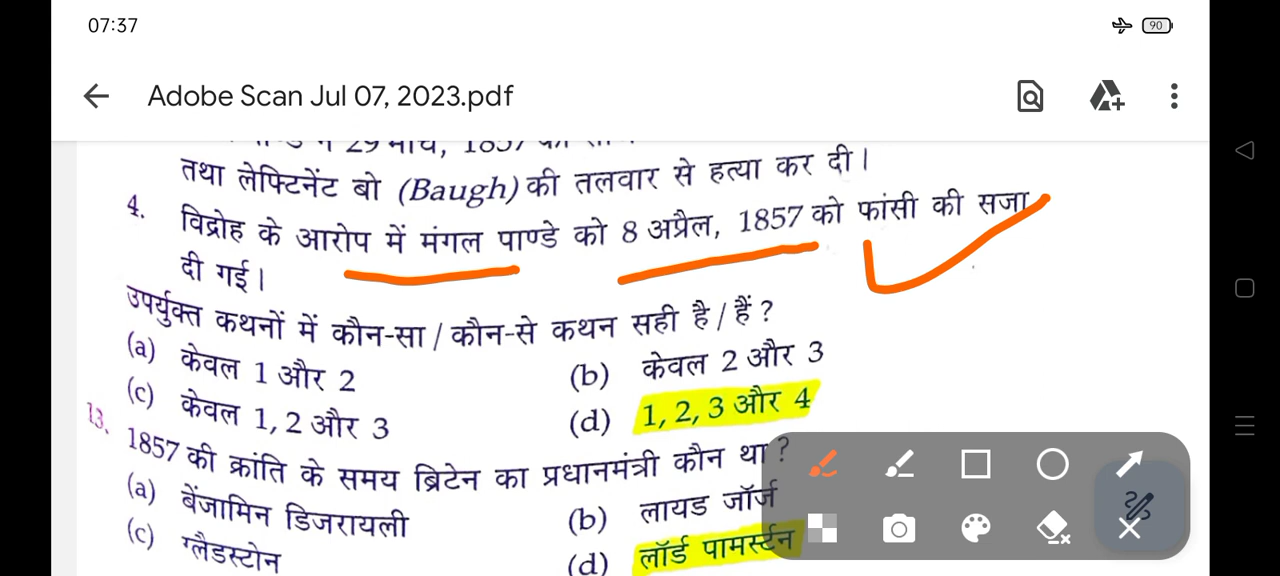 07:37
90
Adobe Scan Jul 07, 2023.pdf
29 मार्च, 1857
तथा लेफ्टिनेंट बो (Baugh) की तलवार से हत्या कर दी।
4. विद्रोह के आरोप में मंगल पाण्डे को 8 अप्रैल, 1857 को फांसी की सजा
दी गई।
उपर्युक्त कथनों में कौन-सा / कौन-से कथन सही है / हैं ?
(a) केवल 1 और 2 (b) केवल 2 और 3
(c) केवल 1, 2 और 3 (d) 1, 2, 3 और 4
13. 1857 की क्रांति के समय ब्रिटेन का प्रधानमंत्री कौन था ?
(a) बेंजामिन डिजरायली (b) लायड जॉर्ज
(c) ग्लैडस्टोन (d) लॉर्ड पामर्स्टन